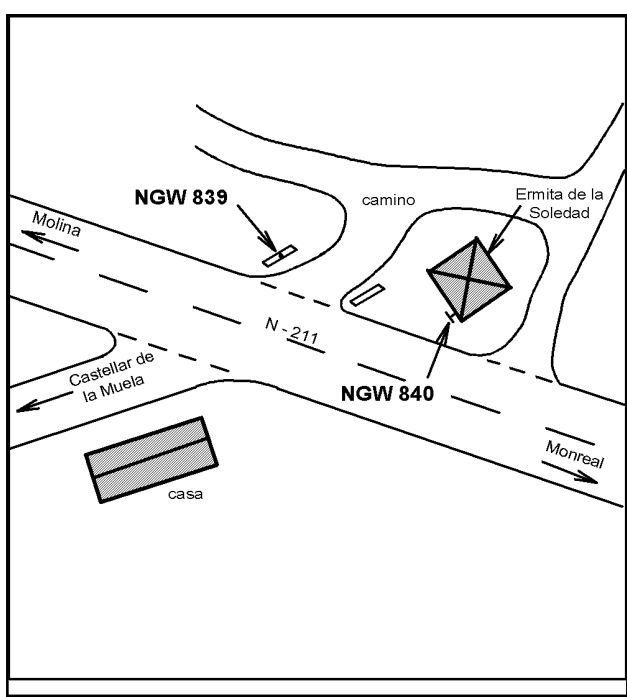 NGW 839
camino
Ermita de la
Soledad
Molina
N - 211
Castellar de
la Muela
NGW 840
Monreal
casa